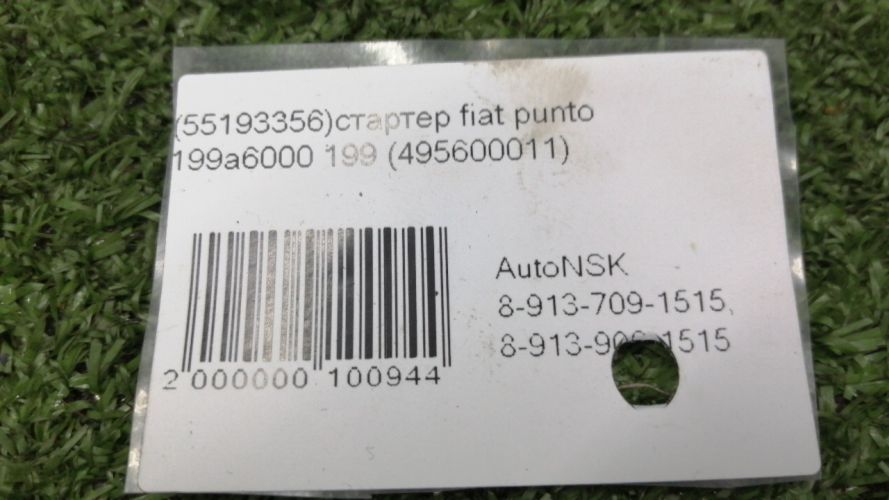 (55193356)стартер fiat punto
199a6000 199 (495600011)
AutoNSK
8-913-709-1515,
2 000000 100944